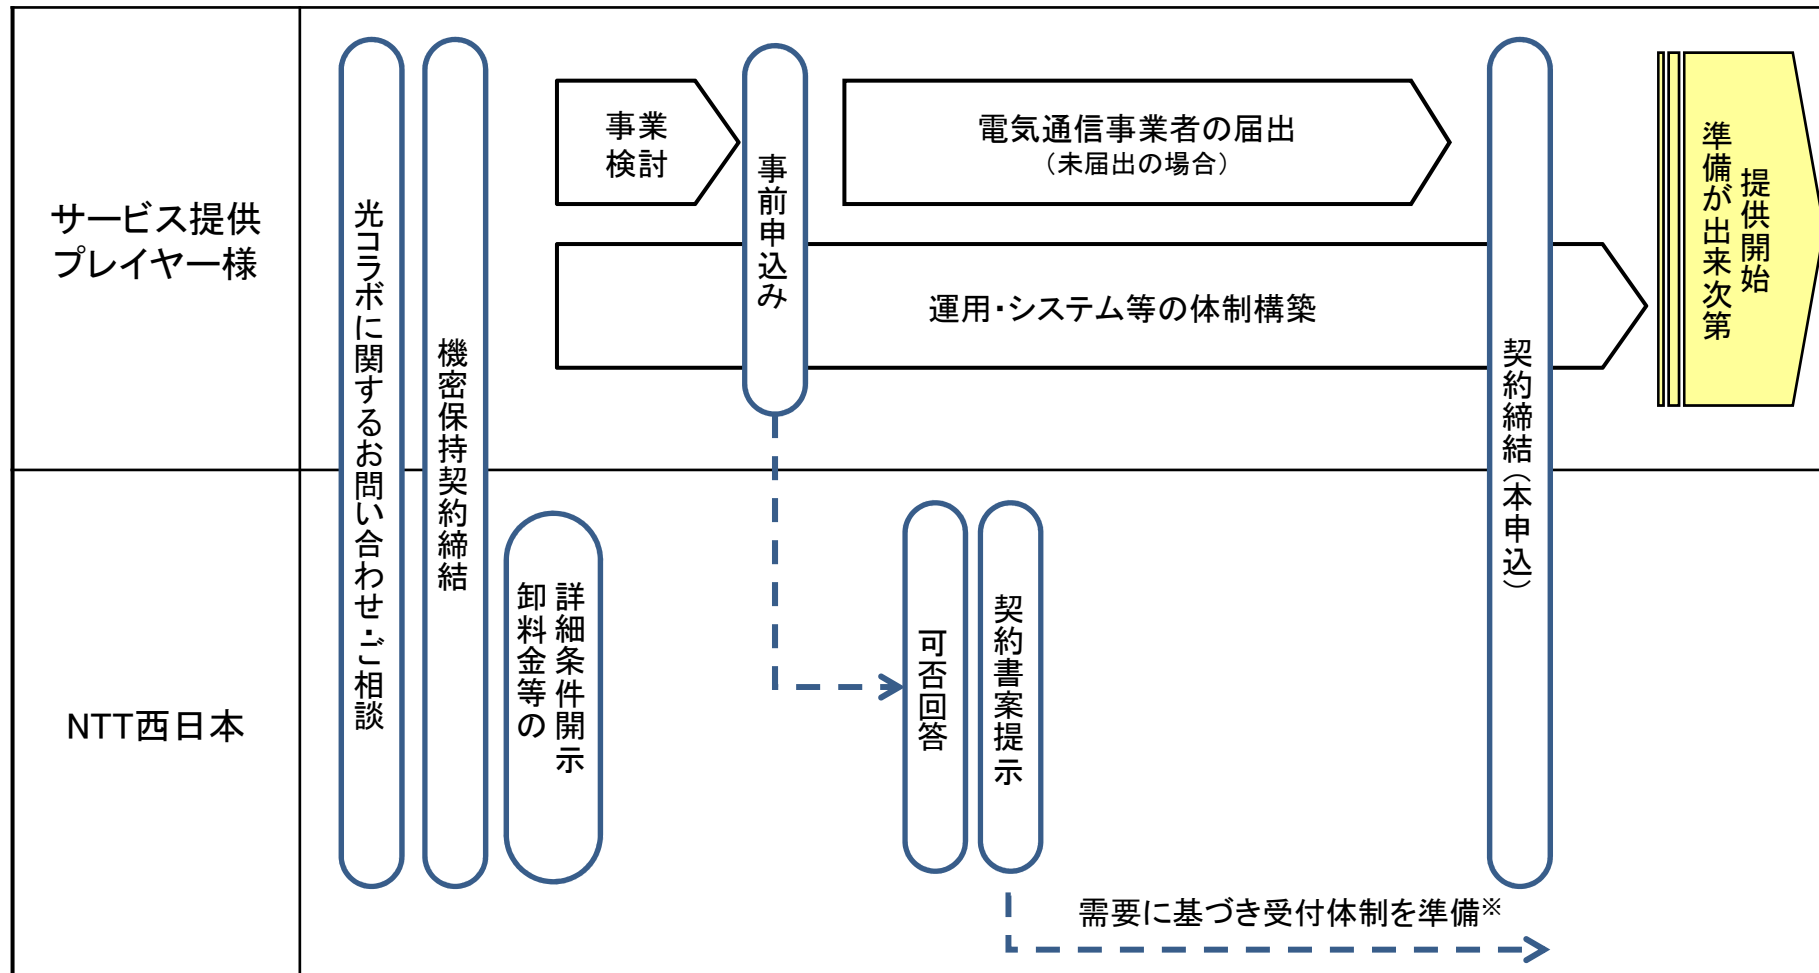 サービス提供
プレイヤー様
光コラボに関するお問い合わせ・ご相談
機密保持契約締結
事業
検討
事前申込み
電気通信事業者の届出
（未届出の場合）
運用・システム等の体制構築
契約締結（本申込）
提供開始
準備が出来次第
NTT西日本
詳細条件開示
卸料金等の
可否回答
契約書案提示
需要に基づき受付体制を準備※